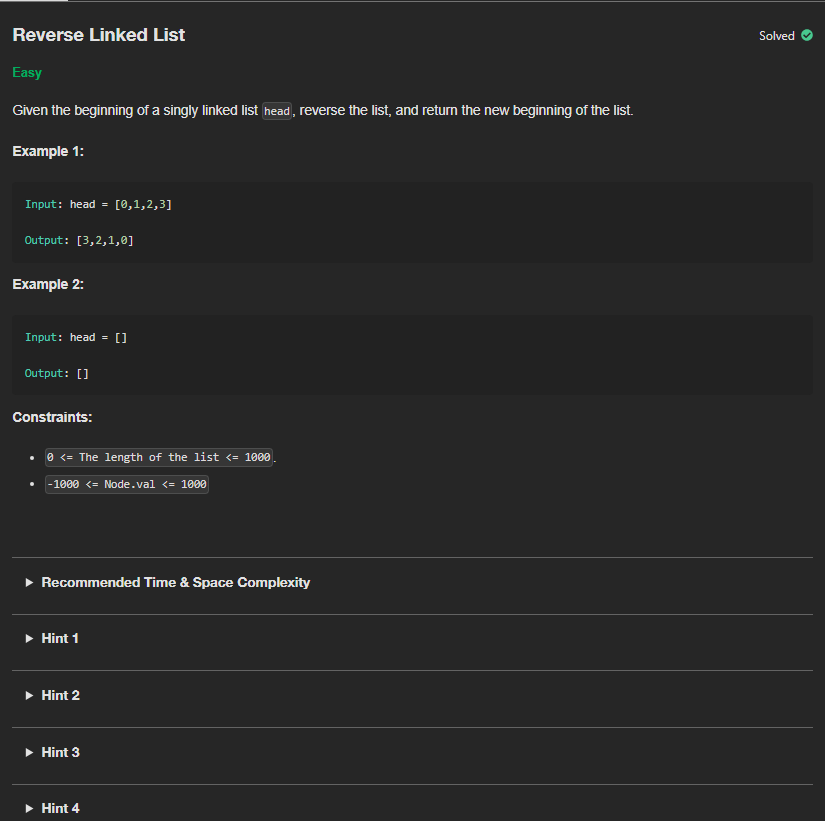 Reverse Linked List
Solved
Easy
Given the beginning of a singly linked list head, reverse the list, and return the new beginning of the list.
Example 1:
Input: head = [0,1,2,3]
Output: [3,2,1,0]
Example 2:
Input: head = []
Output: []
Constraints:
0 <= The length of the list <= 1000.
-1000 <= Node.val <= 1000
Recommended Time & Space Complexity
Hint 1
Hint 2
Hint 3
Hint 4